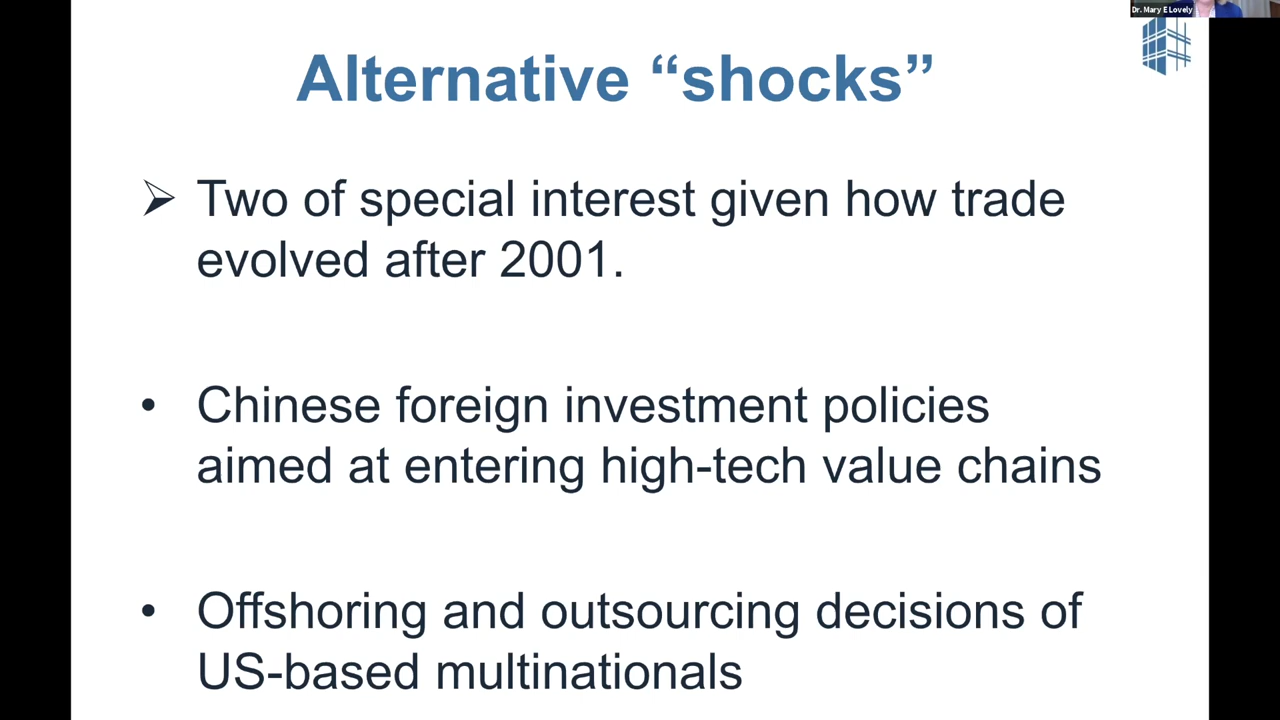 Dr. Mary E Lovely
Alternative “shocks”
➢ Two of special interest given how trade
evolved after 2001.
• Chinese foreign investment policies
aimed at entering high-tech value chains
• Offshoring and outsourcing decisions of
US-based multinationals